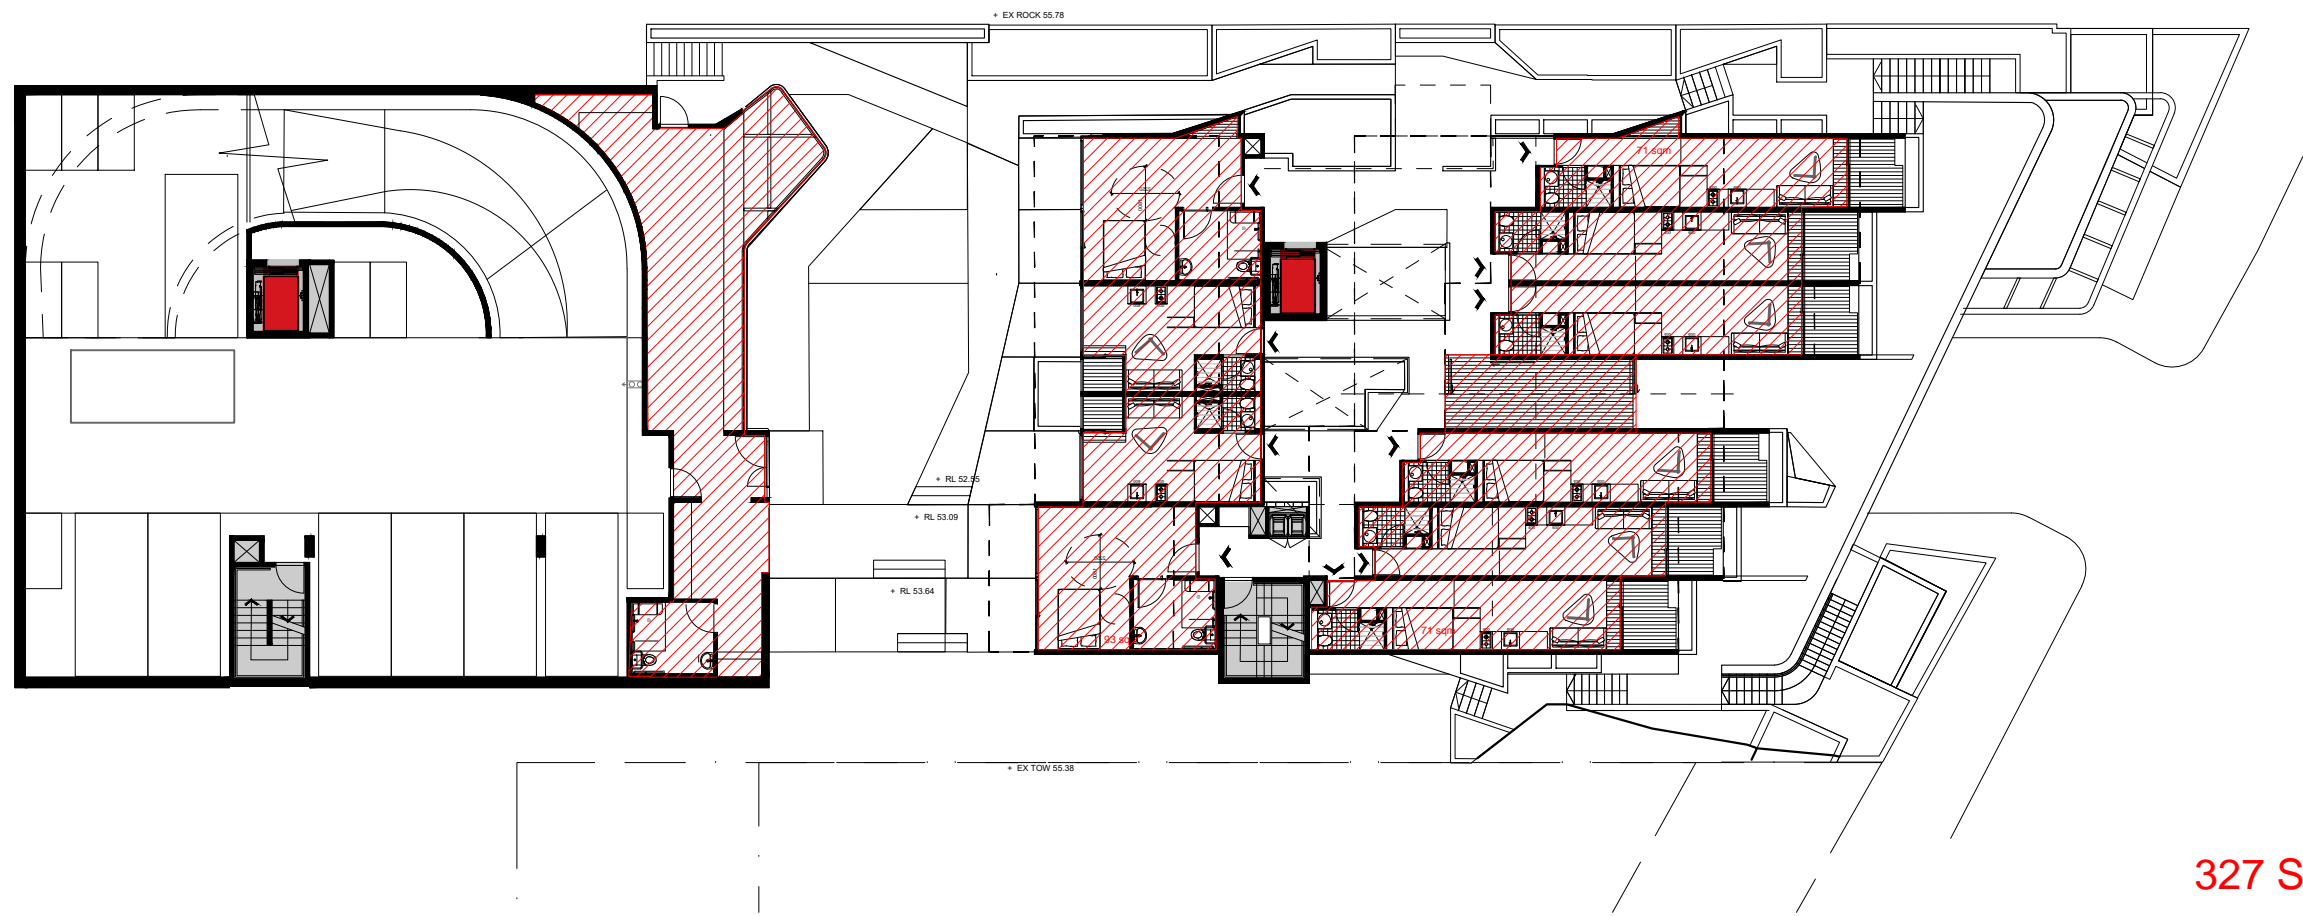 + EX ROCK 55.78
71 sqm
+ RL 52.55
+ RL 53.09
+ RL 53.64
93 sq
71 sqm
+ EX TOW 55.38
327 S